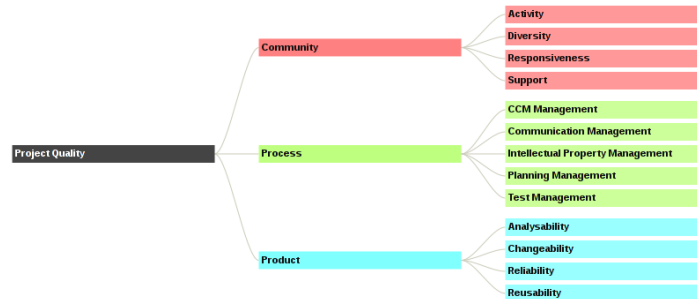 Project Quality
Community
Activity
Diversity
Responsiveness
Support
Process
CCM Management
Communication Management
Intellectual Property Management
Planning Management
Test Management
Product
Analysability
Changeability
Reliability
Reusability